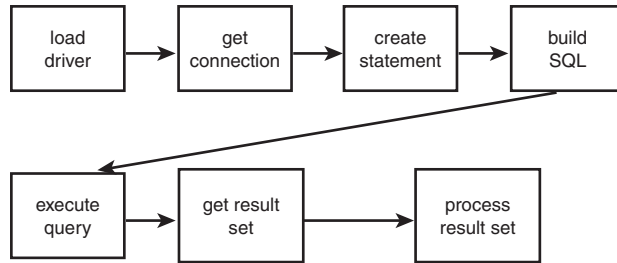 load
driver
get
connection
create
statement
build
SQL
execute
query
get result
set
process
result set